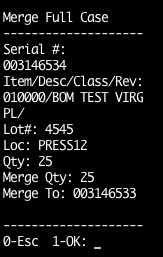 Merge Full Case
--------------------
Serial #:
003146534
Item/Desc/Class/Rev:
010000/BOM TEST VIRG
PL/
Lot#: 4545
Loc: PRESS12
Qty: 25
Merge Qty: 25
Merge To: 003146533

--------------------
0-Esc  1-OK: _